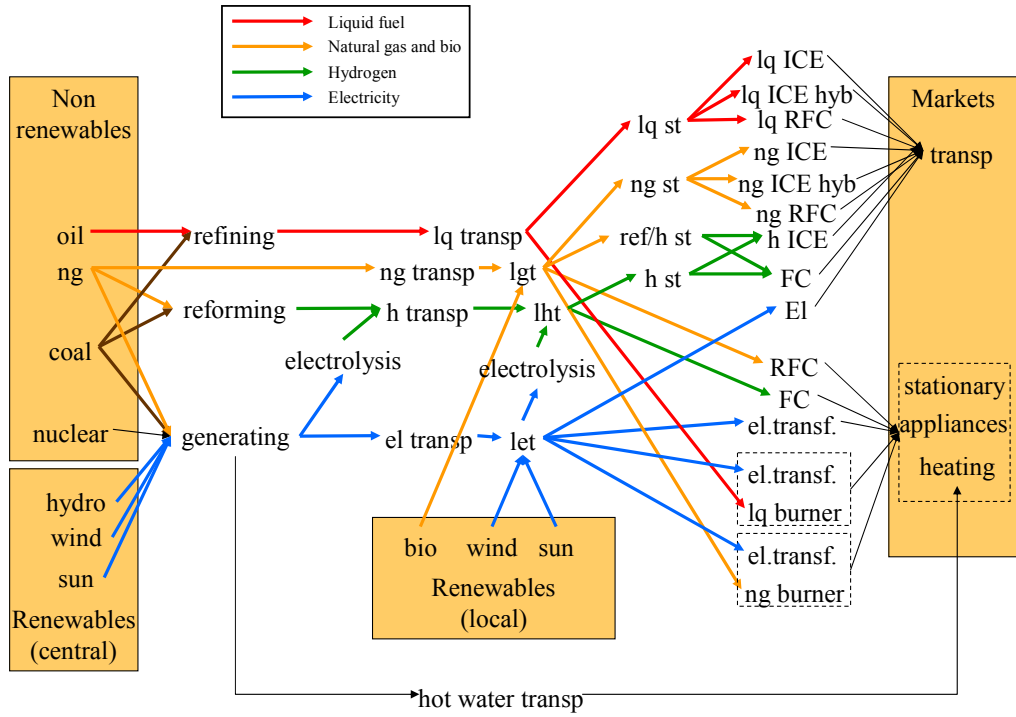 Liquid fuel
Natural gas and bio
Hydrogen
Electricity
Non
renewables
oil
ng
coal
nuclear
hydro
wind
sun
Renewables
(central)
refining
reforming
electrolysis
generating
lq transp
ng transp
lgt
h transp
lht
electrolysis
el transp
let
bio
wind
sun
Renewables
(local)
hot water transp
lq st
ng st
ref/h st
h st
lq ICE
lq ICE hyb
lq RFC
ng ICE
ng ICE hyb
ng RFC
h ICE
FC
El
RFC
FC
el.transf.
el.transf.
lq burner
el.transf.
ng burner
Markets
transp
stationary
appliances
heating